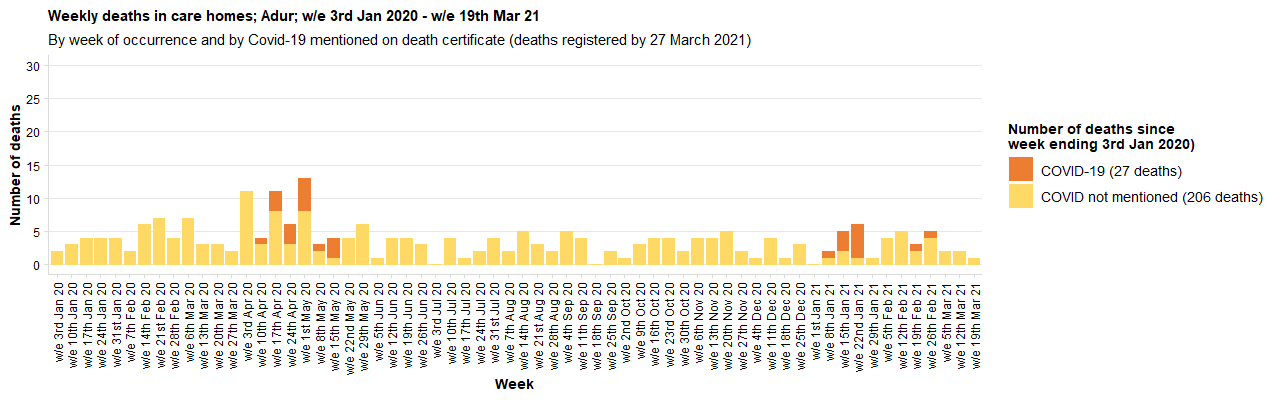 Weekly deaths in care homes; Adur; w/e 3rd Jan 2020 - w/e 19th Mar 21
By week of occurrence and by Covid-19 mentioned on death certificate (deaths registered by 27 March 2021)
Number of deaths
30
25
20
15
10
5
0
w/e 3rd Jan 20
w/e 10th Jan 20
w/e 17th Jan 20
w/e 24th Jan 20
w/e 31st Jan 20
w/e 7th Feb 20
w/e 14th Feb 20
w/e 21st Feb 20
w/e 28th Feb 20
w/e 6th Mar 20
w/e 13th Mar 20
w/e 20th Mar 20
w/e 27th Mar 20
w/e 3rd Apr 20
w/e 10th Apr 20
w/e 17th Apr 20
w/e 24th Apr 20
w/e 1st May 20
w/e 8th May 20
w/e 15th May 20
w/e 22nd May 20
w/e 29th May 20
w/e 5th Jun 20
w/e 12th Jun 20
w/e 19th Jun 20
w/e 26th Jun 20
w/e 3rd Jul 20
w/e 10th Jul 20
w/e 17th Jul 20
w/e 24th Jul 20
w/e 31st Jul 20
w/e 7th Aug 20
w/e 14th Aug 20
w/e 21st Aug 20
w/e 28th Aug 20
w/e 4th Sep 20
w/e 11th Sep 20
w/e 18th Sep 20
w/e 25th Sep 20
w/e 2nd Oct 20
w/e 9th Oct 20
w/e 16th Oct 20
w/e 23rd Oct 20
w/e 30th Oct 20
w/e 6th Nov 20
w/e 13th Nov 20
w/e 20th Nov 20
w/e 27th Nov 20
w/e 4th Dec 20
w/e 11th Dec 20
w/e 18th Dec 20
w/e 25th Dec 20
w/e 1st Jan 21
w/e 8th Jan 21
w/e 15th Jan 21
w/e 22nd Jan 21
w/e 29th Jan 21
w/e 5th Feb 21
w/e 12th Feb 21
w/e 19th Feb 21
w/e 26th Feb 21
w/e 5th Mar 21
w/e 12th Mar 21
w/e 19th Mar 21
Week
Number of deaths since
week ending 3rd Jan 2020)
COVID-19 (27 deaths)
COVID not mentioned (206 deaths)